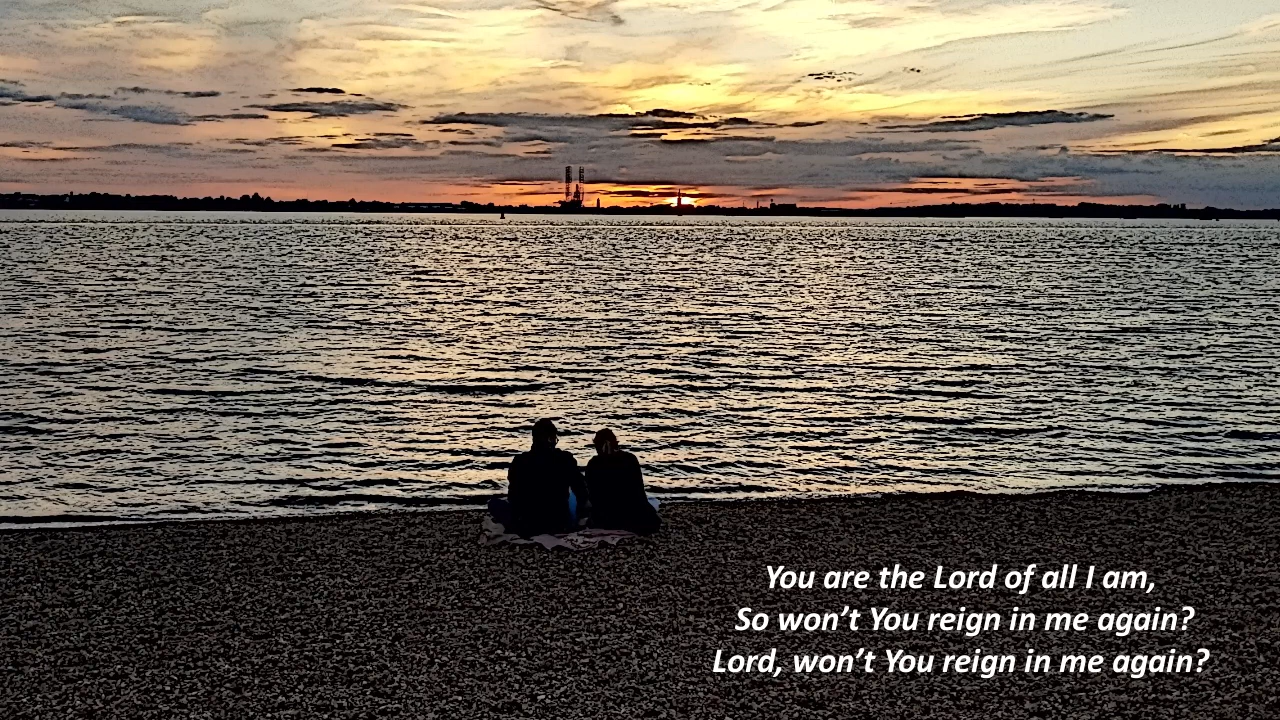 You are the Lord of all I am,
So won’t You reign in me again?
Lord, won’t You reign in me again?